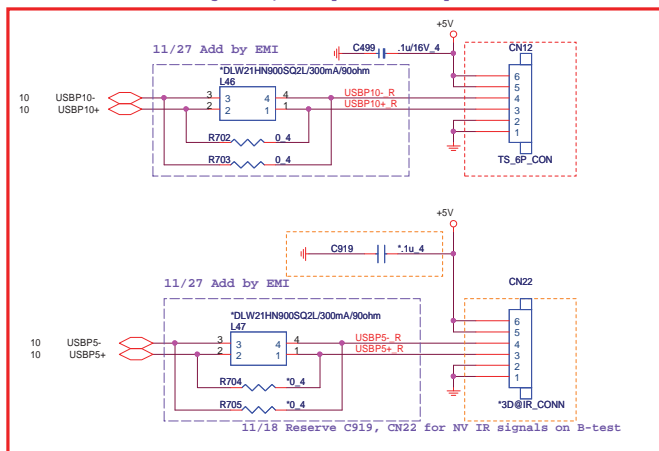 +5V
C499 .1u/16V_4
CN12
11/27 Add by EMI
*DLW21HN900SQ2L/300mA/90ohm
L46
10 USBP10- 3 3 4 4 USBP10-_R
10 USBP10+ 2 2 1 1 USBP10+_R
R702 0_4
R703 0_4
6
5
4
3
2
1
TS_6P_CON
+5V
C919 *.1u_4
CN22
11/27 Add by EMI
*DLW21HN900SQ2L/300mA/90ohm
L47
10 USBP5- 3 3 4 4 USBP5-_R
10 USBP5+ 2 2 1 1 USBP5+_R
R704 *0_4
R705 *0_4
6
5
4
3
2
1
*3D@IR_CONN
11/18 Reserve C919, CN22 for NV IR signals on B-test